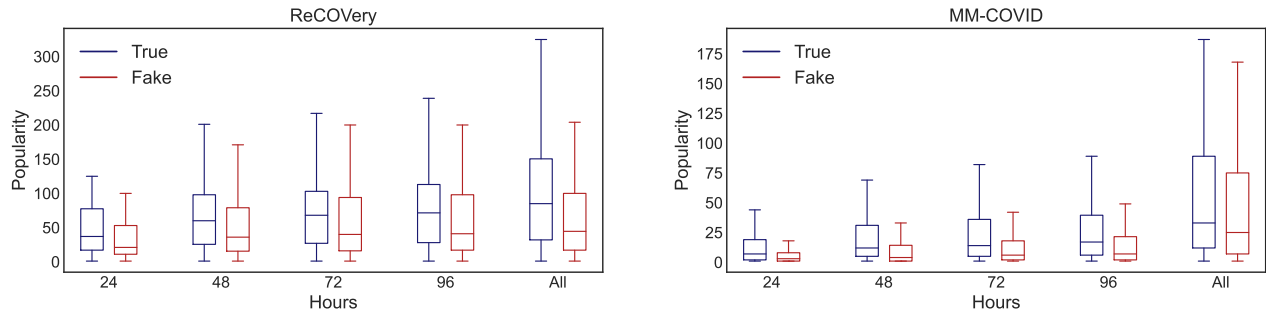 ReCOVery
True
Fake
Popularity
300
250
200
150
100
50
0
24 48 72 96 All
Hours
MM-COVID
True
Fake
Popularity
175
150
125
100
75
50
25
0
24 48 72 96 All
Hours